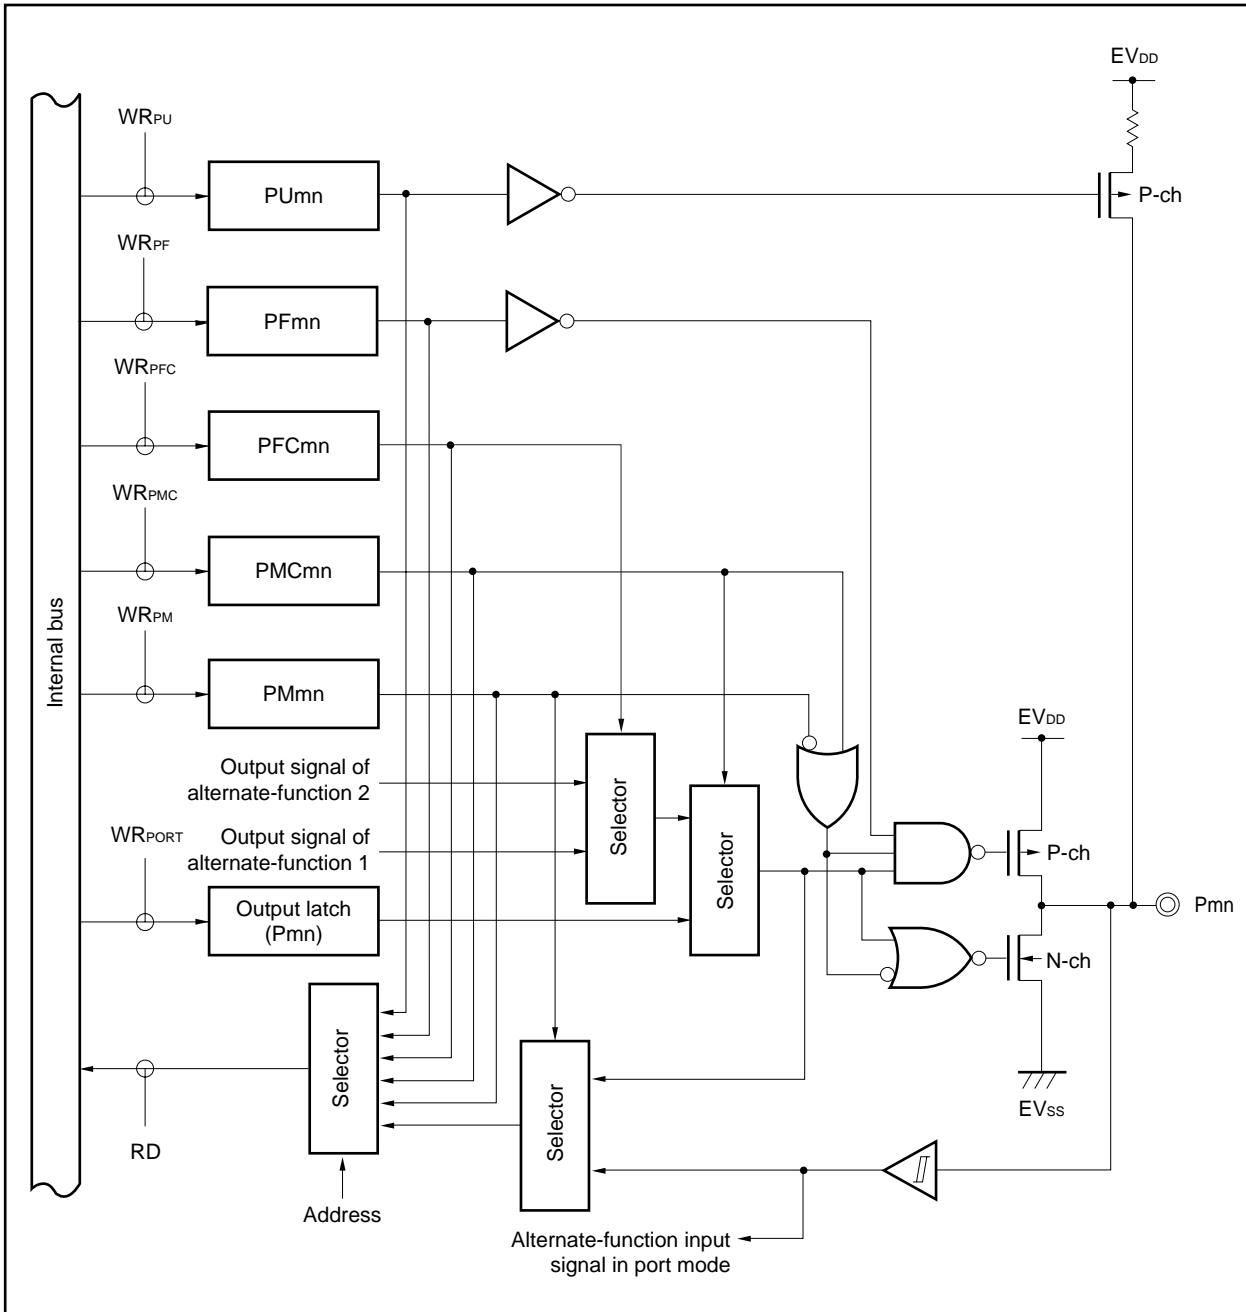 EVDD
WRPU
PUmn
P-ch
WRPF
PFmn
WRPFC
PFCmn
WRPMC
PMCmn
WRPM
PMmn
Internal bus
EVDD
Output signal of
alternate-function 2
Selector
WRPORT
Output signal of
alternate-function 1
Selector
P-ch
Output latch
(Pmn)
Pmn
N-ch
Selector
Selector
EVSS
RD
Address
Alternate-function input
signal in port mode